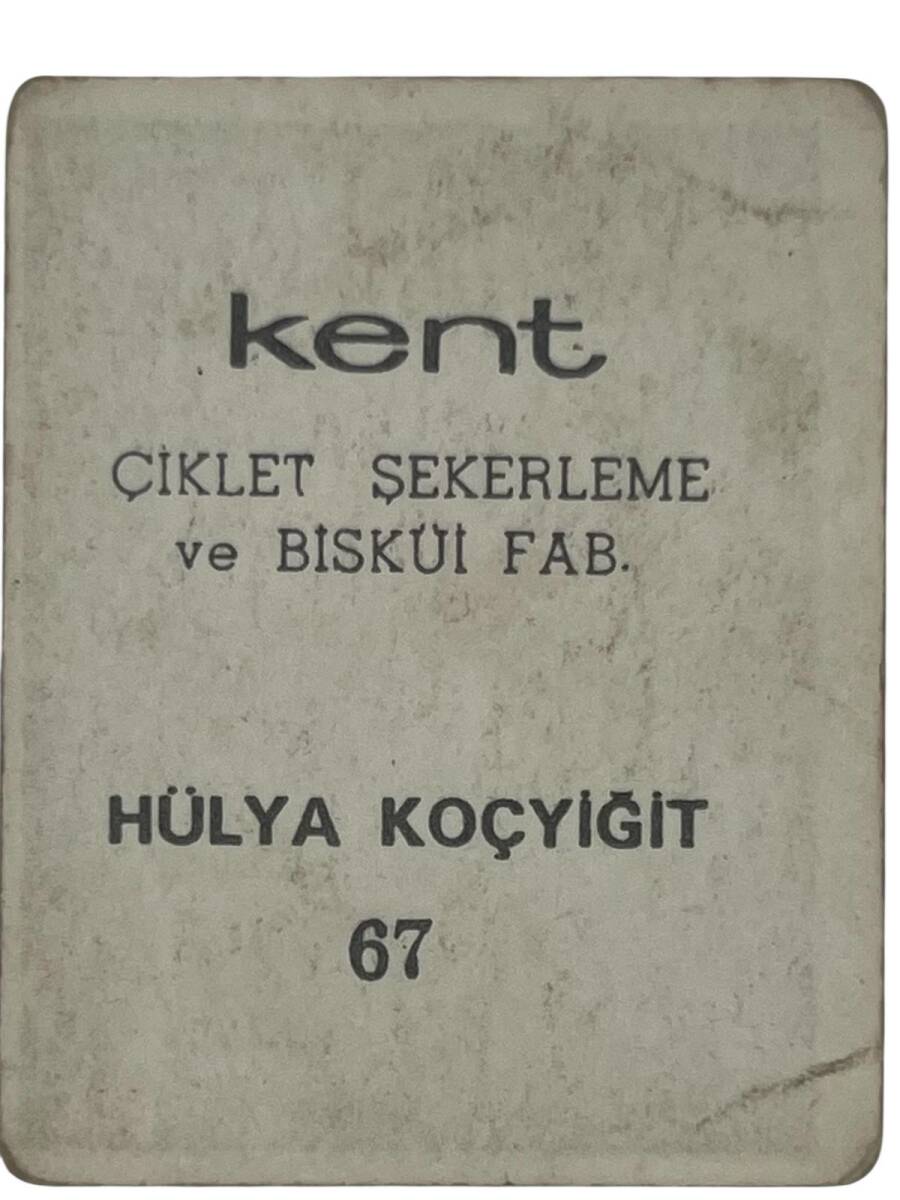 kent
ÇİKLET ŞEKERLEME
ve BİSKÜİ FAB.
HÜLYA KOÇYİĞİT
67